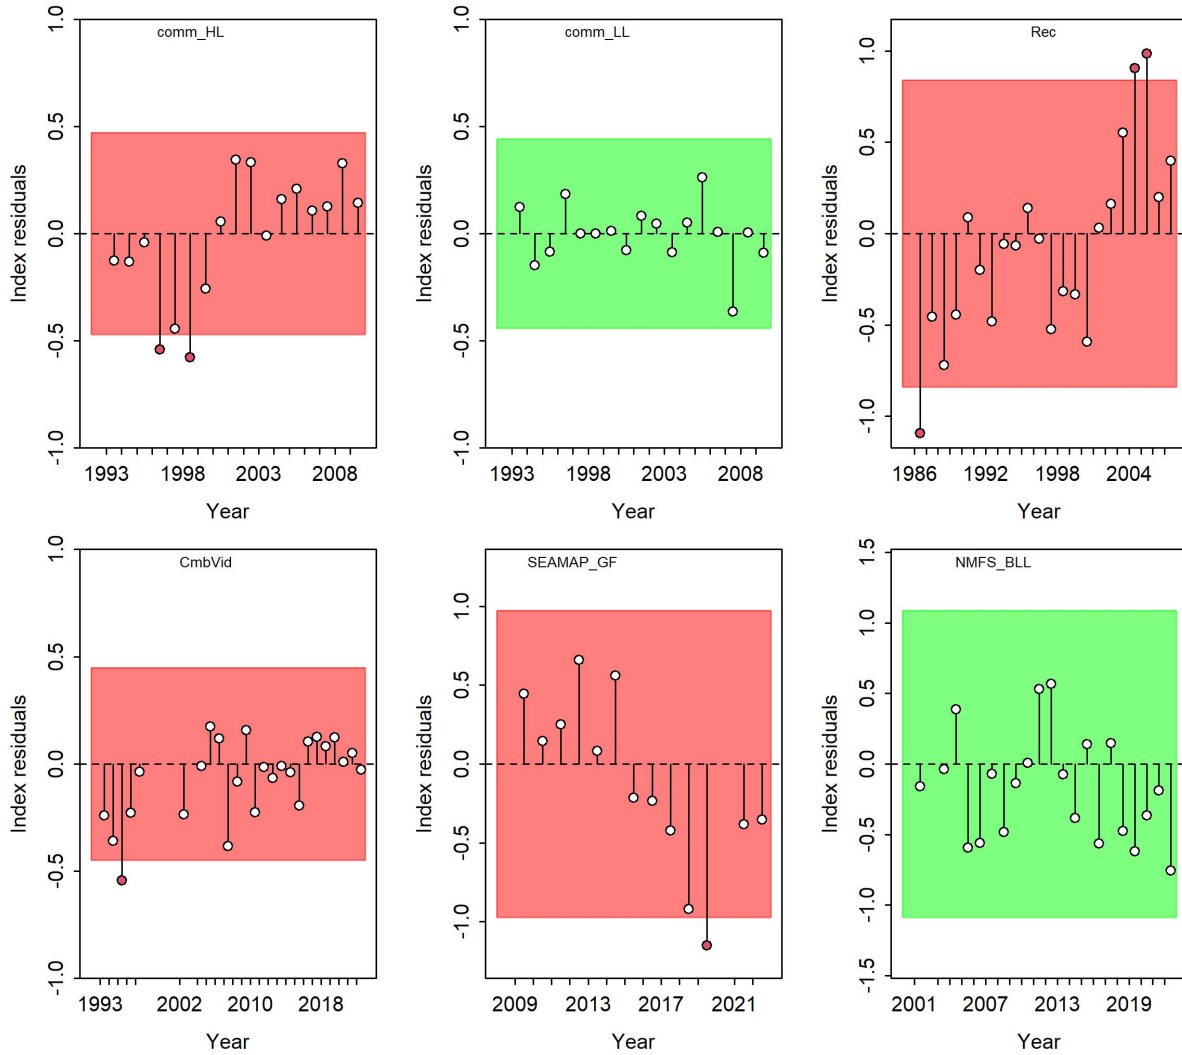 comm_HL
1.0
0.5
0.0
-0.5
-1.0
Index residuals
1993 1998 2003 2008
Year
comm_LL
1.0
0.5
0.0
-0.5
-1.0
Index residuals
1993 1998 2003 2008
Year
Rec
1.0
0.5
0.0
-0.5
-1.0
Index residuals
1986 1992 1998 2004
Year
CmbVid
1.0
0.5
0.0
-0.5
-1.0
Index residuals
1993 2002 2010 2019
Year
SEAMAP_GF
1.0
0.5
0.0
-0.5
-1.0
Index residuals
2009 2013 2017 2021
Year
NMFS_BLL
1.5
1.0
0.5
0.0
-0.5
-1.0
-1.5
Index residuals
2001 2007 2013 2019
Year